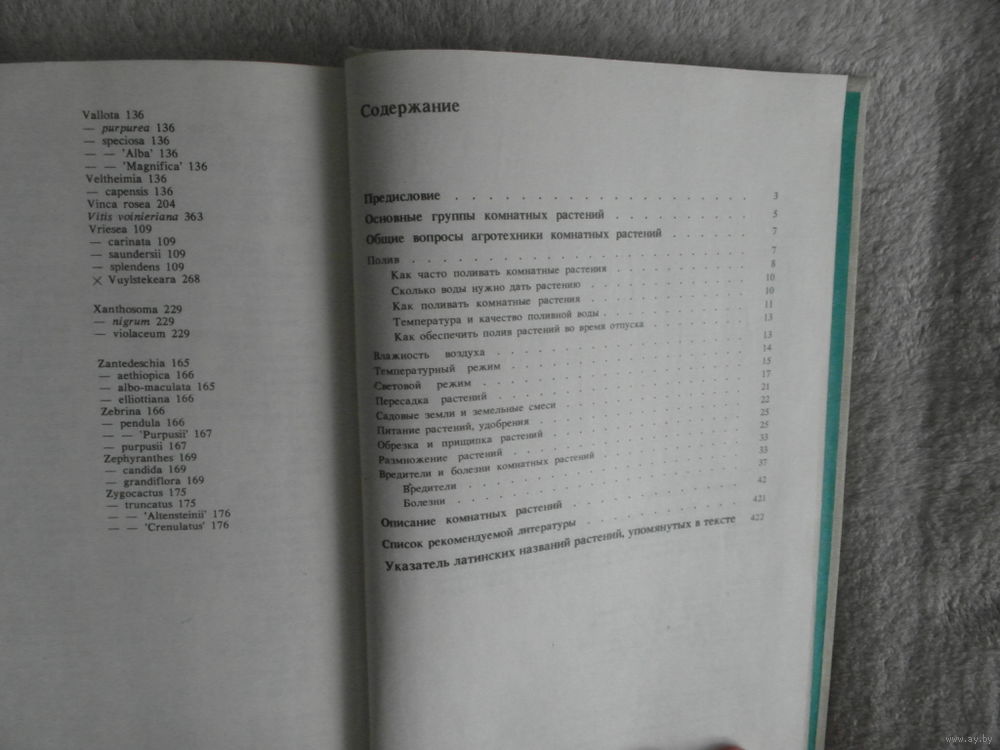 Vallota 136
— purpurea 136
— speciosa 136
— — 'Alba' 136
— — 'Magnifica' 136
Veltheimia 136
— capensis 136
Vinca rosea 204
Vitis voinieriana 363
Vriesea 109
— carinata 109
— saundersii 109
— splendens 109
× Vuylstekeara 268
Xanthosoma 229
— nigrum 229
— violaceum 229
Zantedeschia 165
— aethiopica 166
— albo-maculata 165
— elliottiana 166
Zebrina 166
— pendula 166
— — 'Purpusii' 167
— purpusii 167
Zephyranthes 169
— candida 169
— grandiflora 169
Zygocactus 175
— truncatus 175
— — 'Altensteinii' 176
— — 'Crenulatus' 176
Содержание
Предисловие 3
Основные группы комнатных растений 5
Общие вопросы агротехники комнатных растений 7
Полив 7
Как часто поливать комнатные растения 8
Сколько воды нужно дать растению 10
Как поливать комнатные растения 10
Температура и качество поливной воды 11
Как обеспечить полив растений во время отпуска 13
Влажность воздуха 13
Температурный режим 14
Световой режим 15
Пересадка растений 17
Садовые земли и земельные смеси 21
Питание растений, удобрения 22
Обрезка и прищипка растений 25
Размножение растений 25
Вредители и болезни комнатных растений 33
Вредители 33
Болезни 37
Описание комнатных растений 42
Список рекомендуемой литературы 421
Указатель латинских названий растений, упомянутых в тексте 422
www.ay.by